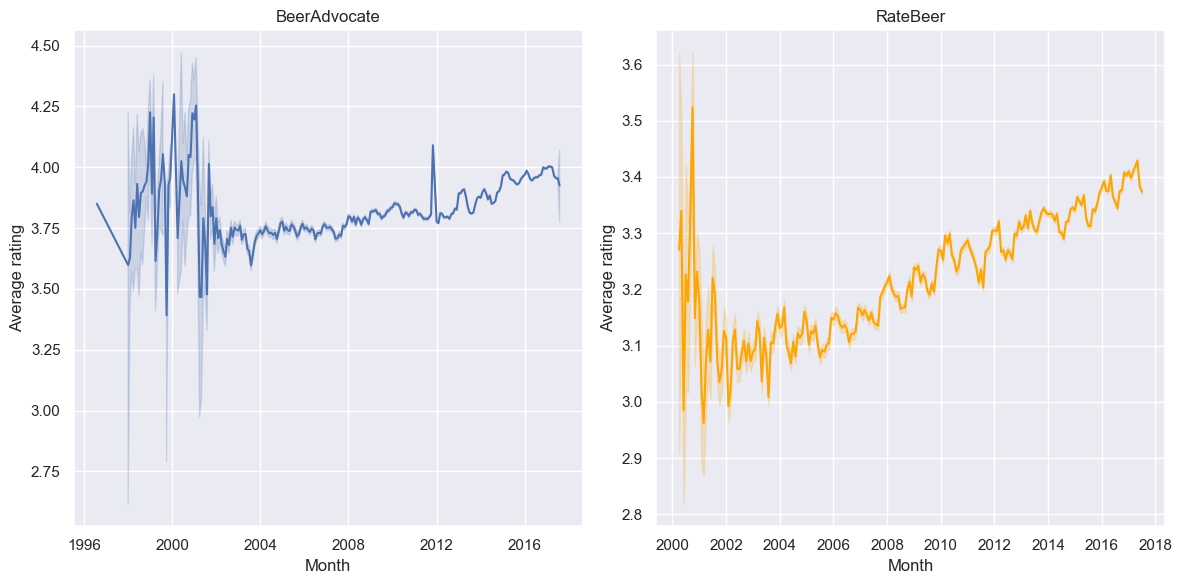 BeerAdvocate
Average rating
4.50
4.25
4.00
3.75
3.50
3.25
3.00
2.75
1996 2000 2004 2008 2012 2016
Month
RateBeer
Average rating
3.6
3.5
3.4
3.3
3.2
3.1
3.0
2.9
2.8
2000 2002 2004 2006 2008 2010 2012 2014 2016 2018
Month